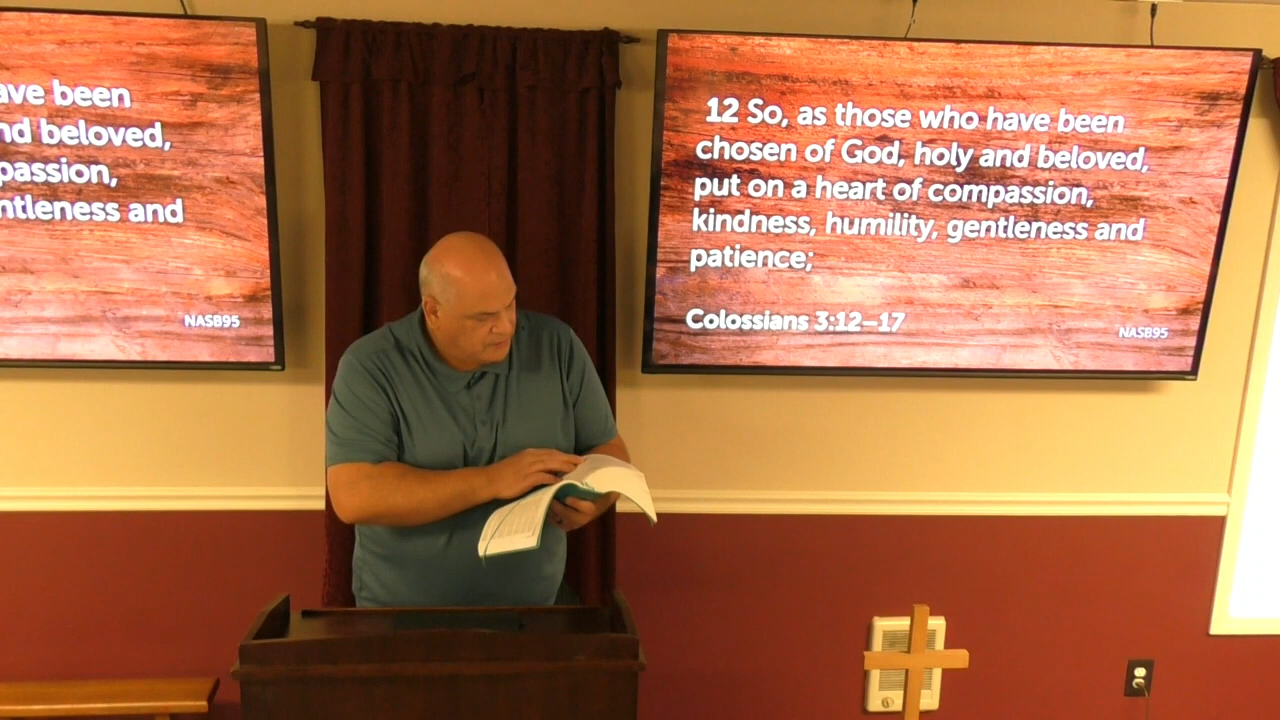 ave been
nd beloved,
passion,
ntleness and
NASB95
12 So, as those who have been
chosen of God, holy and beloved,
put on a heart of compassion,
kindness, humility, gentleness and
patience;
Colossians 3:12–17
NASB95